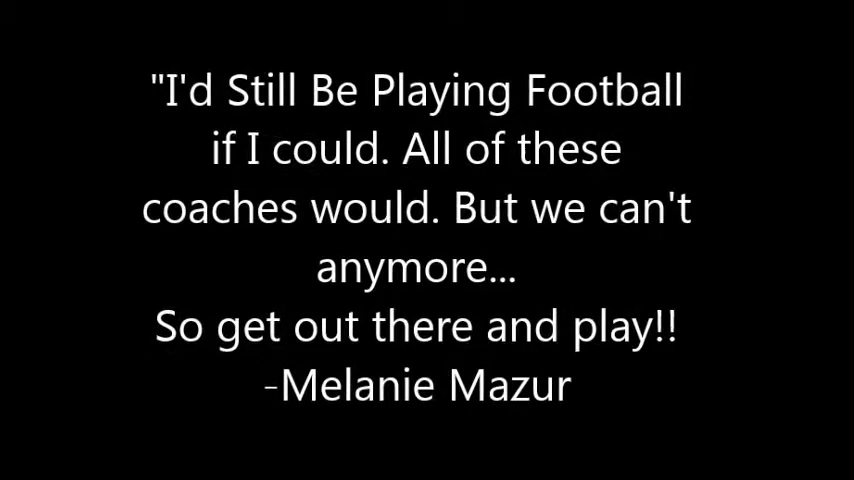 "I'd Still Be Playing Football
if I could. All of these
coaches would. But we can't
anymore...
So get out there and play!!
-Melanie Mazur